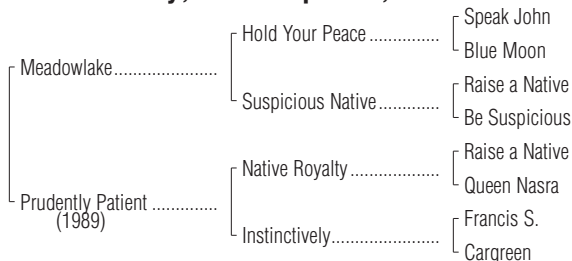 Speak John
Hold Your Peace ...............
Blue Moon
Meadowlake......................
Raise a Native
Suspicious Native.............
Be Suspicious
Raise a Native
Native Royalty ...................
Queen Nasra
Prudently Patient ..............
(1989)
Francis S.
Instinctively.......................
Cargreen